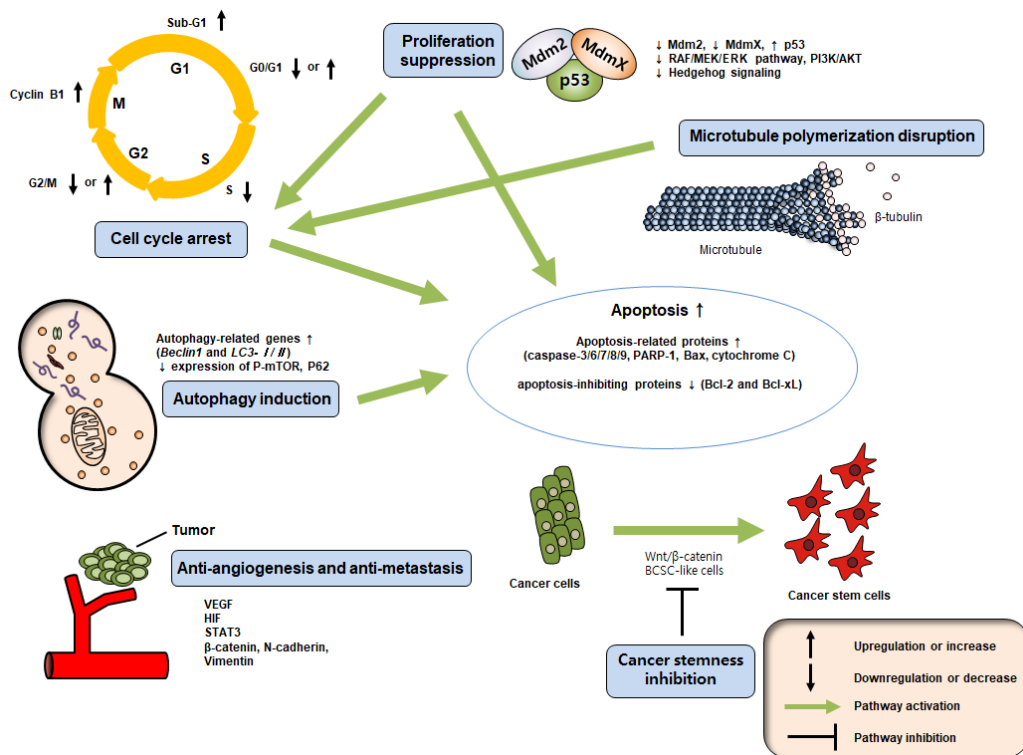 Sub-G1 ↑
G1
G0/G1 ↓ or ↑
Cyclin B1 ↑
M
G2
S
G2/M ↓ or ↑
S ↓
Cell cycle arrest
Proliferation
suppression
Mdm2
MdmX
p53
↓ Mdm2, ↓ MdmX, ↑ p53
↓ RAF/MEK/ERK pathway, PI3K/AKT
↓ Hedgehog signaling
Microtubule polymerization disruption
β-tubulin
Microtubule
Apoptosis ↑
Apoptosis-related proteins ↑
(caspase-3/6/7/8/9, PARP-1, Bax, cytochrome C)
apoptosis-inhibiting proteins ↓ (Bcl-2 and Bcl-xL)
Autophagy-related genes ↑
(Beclin1 and LC3- I / II)
↓ expression of P-mTOR, P62
Autophagy induction
Tumor
Anti-angiogenesis and anti-metastasis
VEGF
HIF
STAT3
β-catenin, N-cadherin,
Vimentin
Cancer cells
Wnt/β-catenin
BCSC-like cells
Cancer stem cells
Cancer stemness
inhibition
Upregulation or increase
Downregulation or decrease
Pathway activation
Pathway inhibition